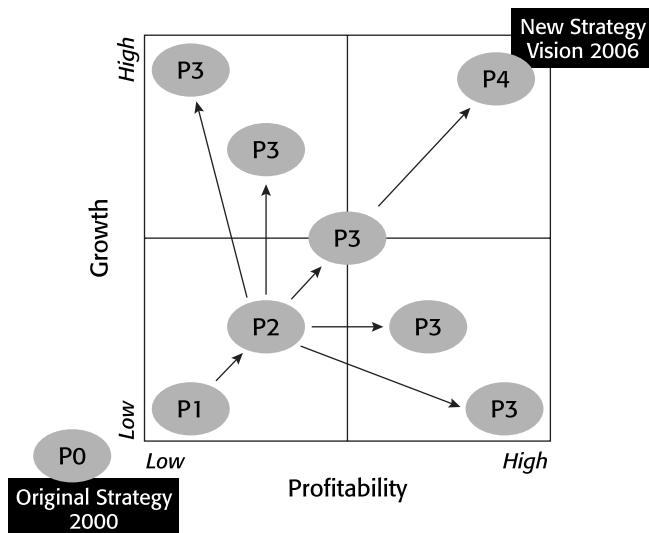 New Strategy
Vision 2006
High
P3
P4
P3
Growth
P3
P2
P3
P1
P3
Low
P0
Low
High
Original Strategy
2000
Profitability